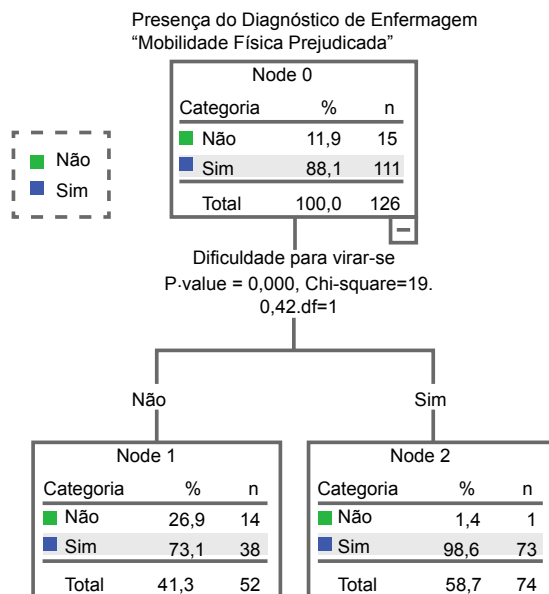 Presença do Diagnóstico de Enfermagem
“Mobilidade Física Prejudicada”
Node 0
Categoria % n
Não 11,9 15
Sim 88,1 111
Total 100,0 126
Não
Sim
Dificuldade para virar-se
P-value = 0,000, Chi-square=19.
0,42.df=1
Não Sim
Node 1
Categoria % n
Não 26,9 14
Sim 73,1 38
Total 41,3 52
Node 2
Categoria % n
Não 1,4 1
Sim 98,6 73
Total 58,7 74